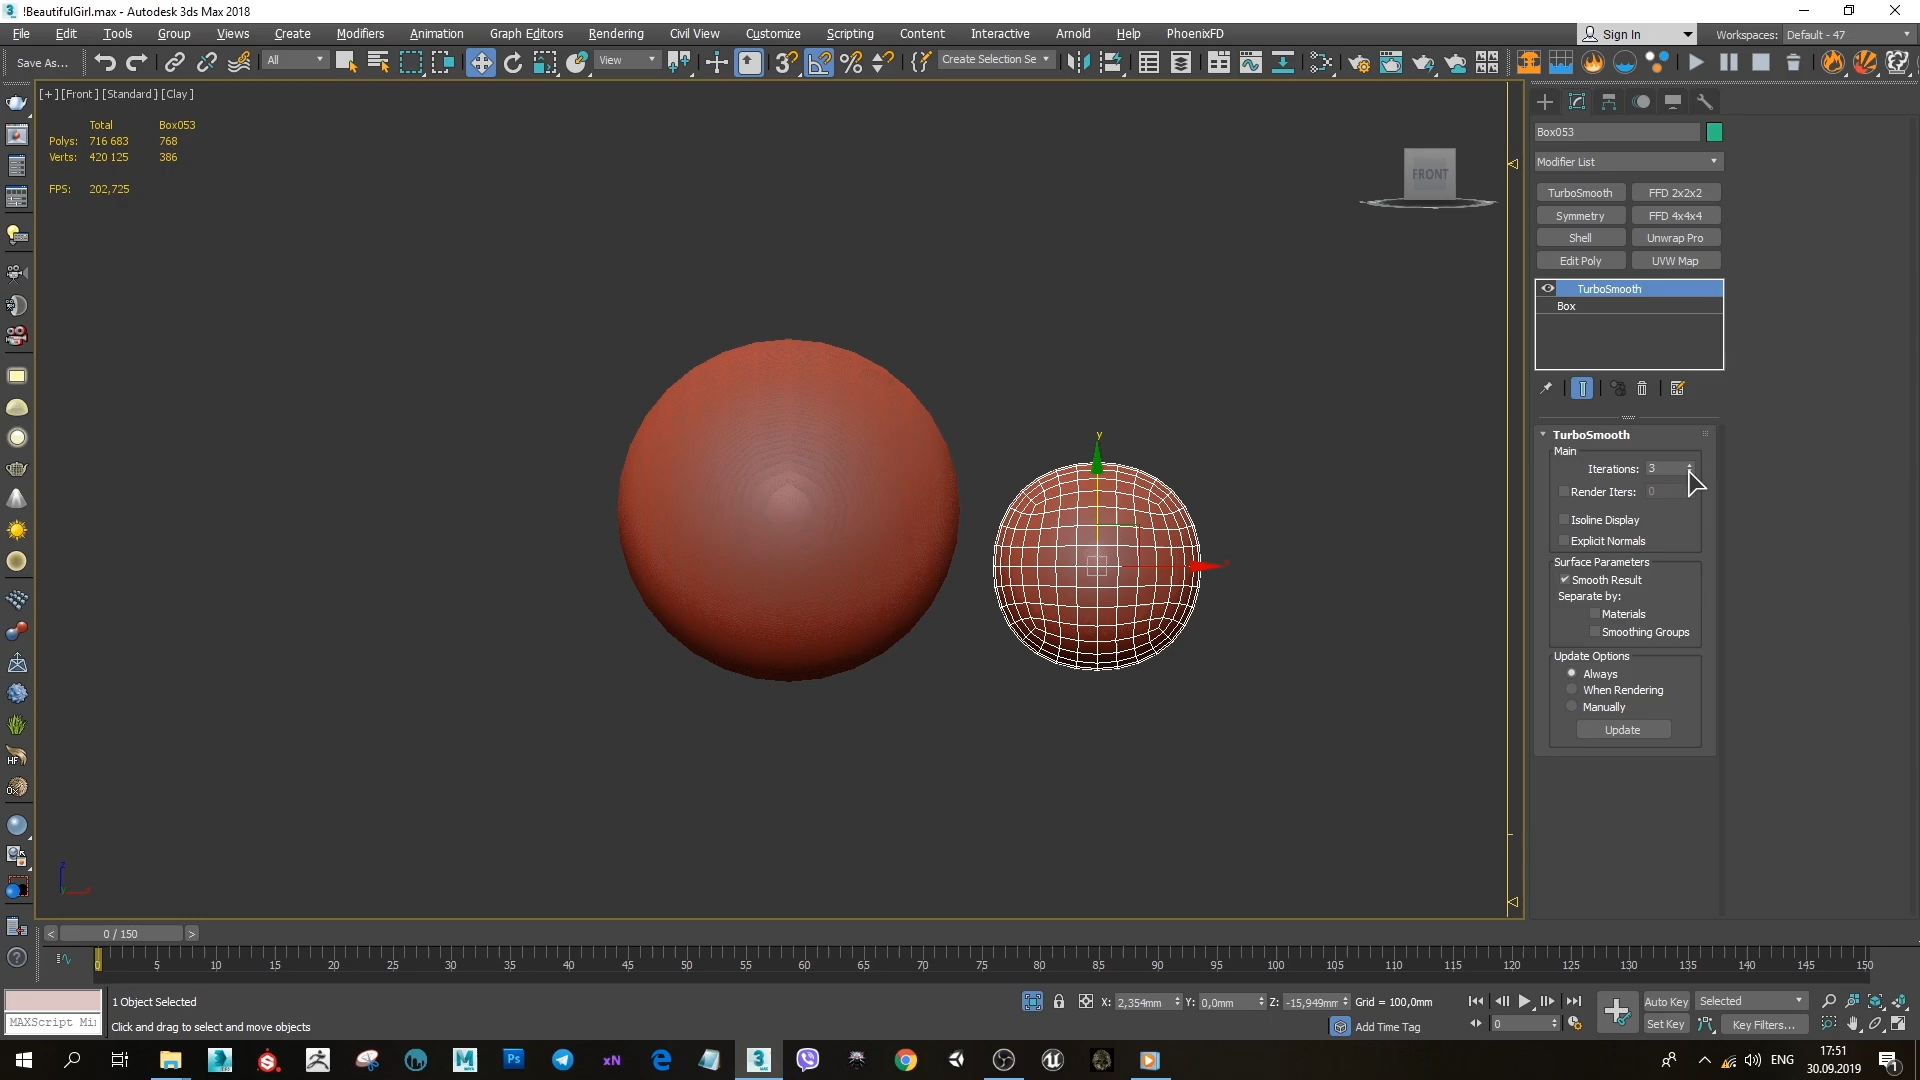 !BeautifulGirl.max - Autodesk 3ds Max 2018
File Edit Tools Group Views Create Modifiers Animation Graph Editors Rendering Civil View Customize Scripting Content Interactive Arnold Help PhoenixFD
Sign In
Workspaces: Default - 47
Save As...
All
View
Create Selection Se
[+] [Front] [Standard] [Clay]
Total Box053
Polys: 716 683 768
Verts: 420 125 386
FPS: 202,725
FRONT
y
Box053
Modifier List
TurboSmooth FFD 2x2x2
Symmetry FFD 4x4x4
Shell Unwrap Pro
Edit Poly UVW Map
TurboSmooth
Box
TurboSmooth
Main
Iterations: 3
Render Iters: 0
Isoline Display
Explicit Normals
Surface Parameters
Smooth Result
Separate by:
Materials
Smoothing Groups
Update Options
Always
When Rendering
Manually
Update
< 0 / 150 >
0 5 10 15 20 25 30 35 40 45 50 55 60 65 70 75 80 85 90 95 100 105 110 115 120 125 130 135 140 145 150
1 Object Selected
X: 2,354mm Y: 0,0mm Z: -15,949mm Grid = 100,0mm
Auto Key Selected
MAXScript Mi
Click and drag to select and move objects
Add Time Tag
0
Set Key Key Filters...
ENG
17:51
30.09.2019